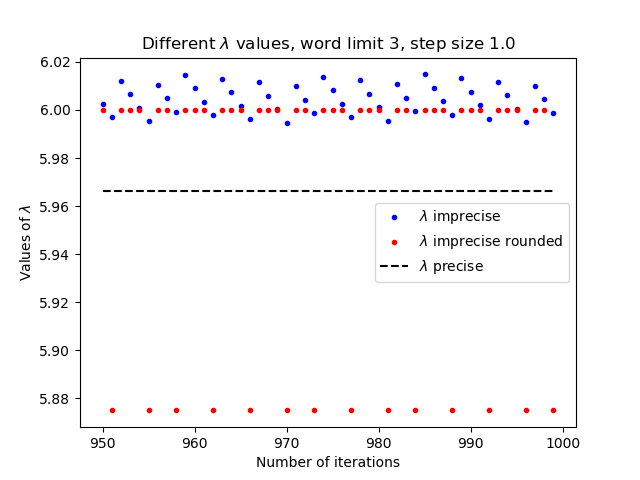 Different λ values, word limit 3, step size 1.0
6.02
6.00
5.98
5.96
5.94
5.92
5.90
5.88
Values of λ
λ imprecise
λ imprecise rounded
λ precise
950 960 970 980 990 1000
Number of iterations